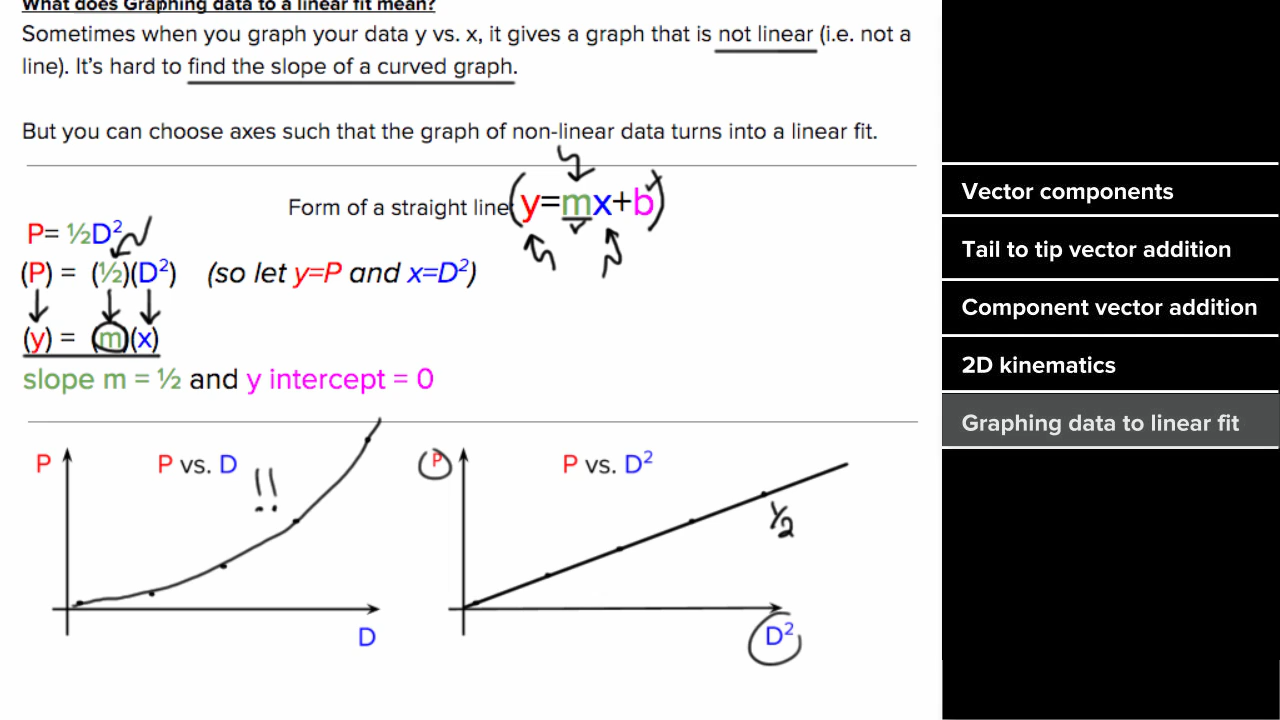 What does Graphing data to a linear fit mean?
Sometimes when you graph your data y vs. x, it gives a graph that is not linear (i.e. not a
line). It’s hard to find the slope of a curved graph.
But you can choose axes such that the graph of non-linear data turns into a linear fit.
Form of a straight line: (y=mx+b)
P= ½D²
(P) = (½)(D²) (so let y=P and x=D²)
(y) = (m)(x)
slope m = ½ and y intercept = 0
P
P vs. D
!!
D
P
P vs. D²
1/2
D²
Vector components
Tail to tip vector addition
Component vector addition
2D kinematics
Graphing data to linear fit